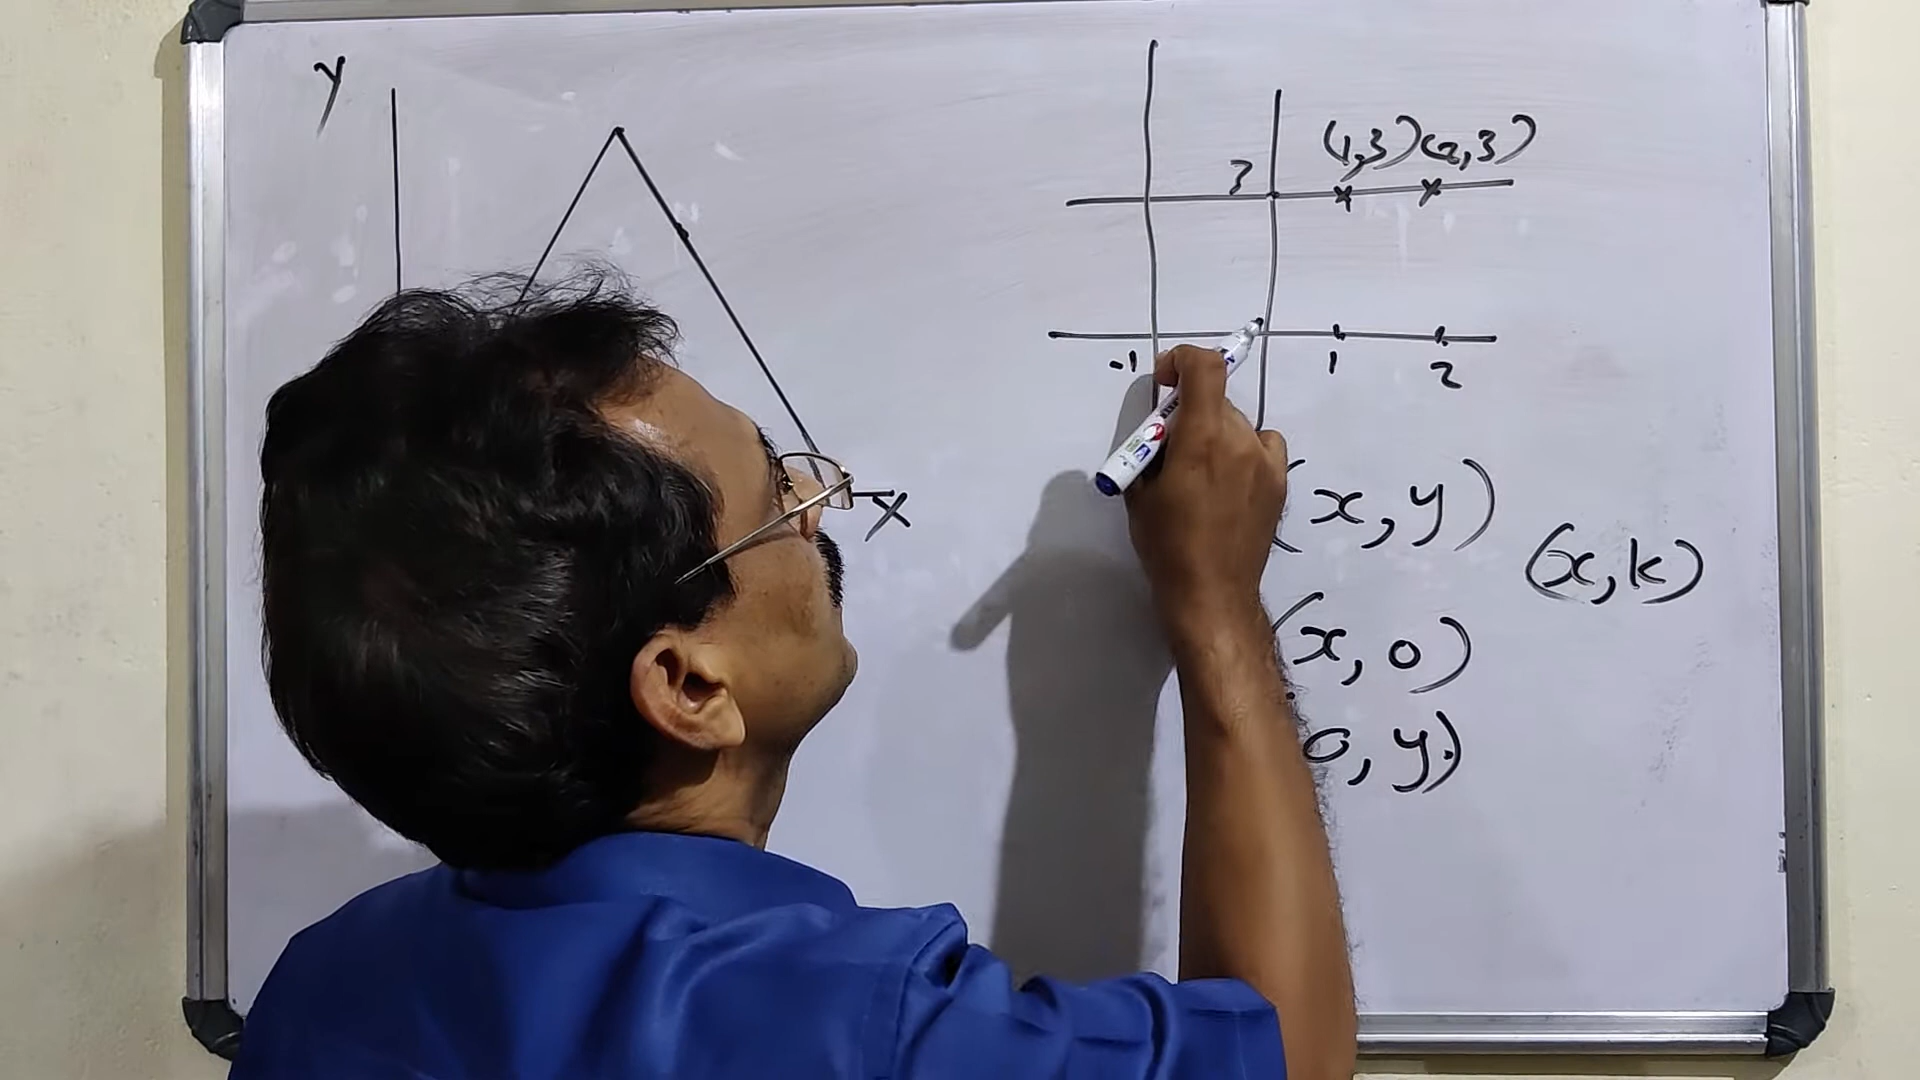 y
x
(1,3)(2,3)
3
-1 1 2
(x,y)
(x,k)
(x,0)
0,y)